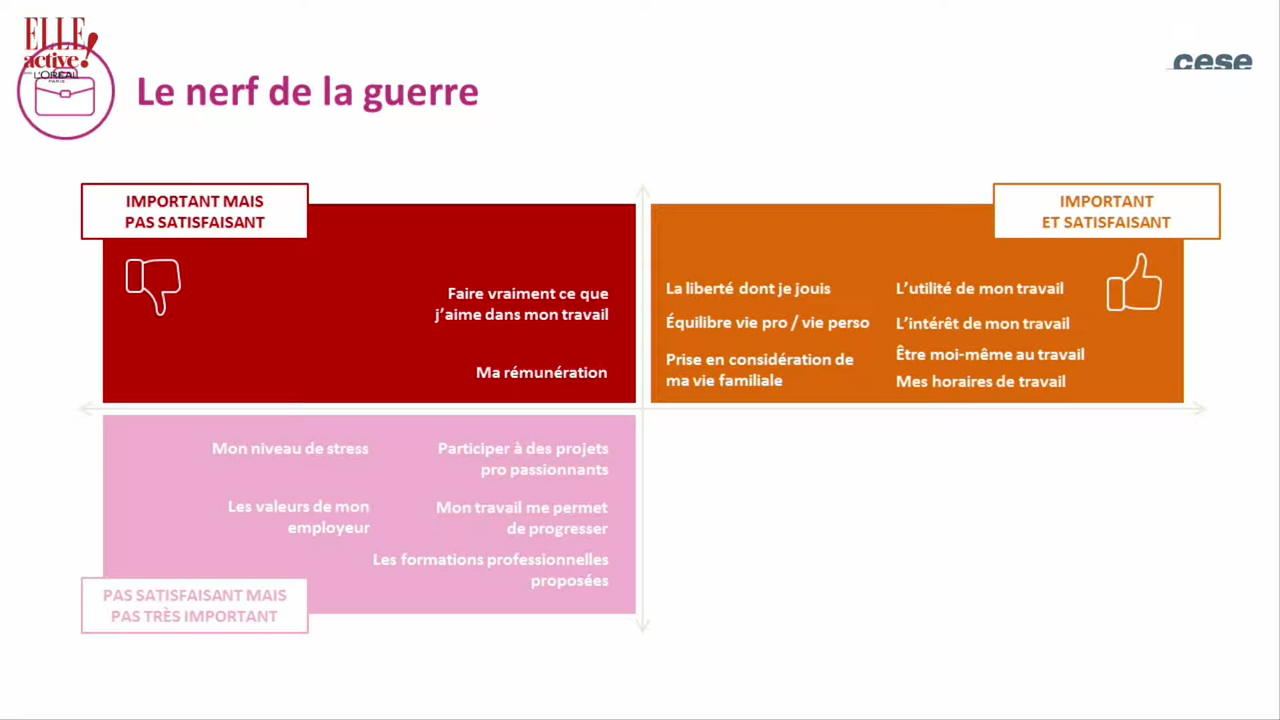 ELLE
active!
L'ORÉAL
PARIS
cese
Le nerf de la guerre
IMPORTANT MAIS
PAS SATISFAISANT
Faire vraiment ce que
j'aime dans mon travail
Ma rémunération
IMPORTANT
ET SATISFAISANT
La liberté dont je jouis
Équilibre vie pro / vie perso
Prise en considération de
ma vie familiale
L'utilité de mon travail
L'intérêt de mon travail
Être moi-même au travail
Mes horaires de travail
Mon niveau de stress
Les valeurs de mon
employeur
Participer à des projets
pro passionnants
Mon travail me permet
de progresser
Les formations professionnelles
proposées
PAS SATISFAISANT MAIS
PAS TRÈS IMPORTANT